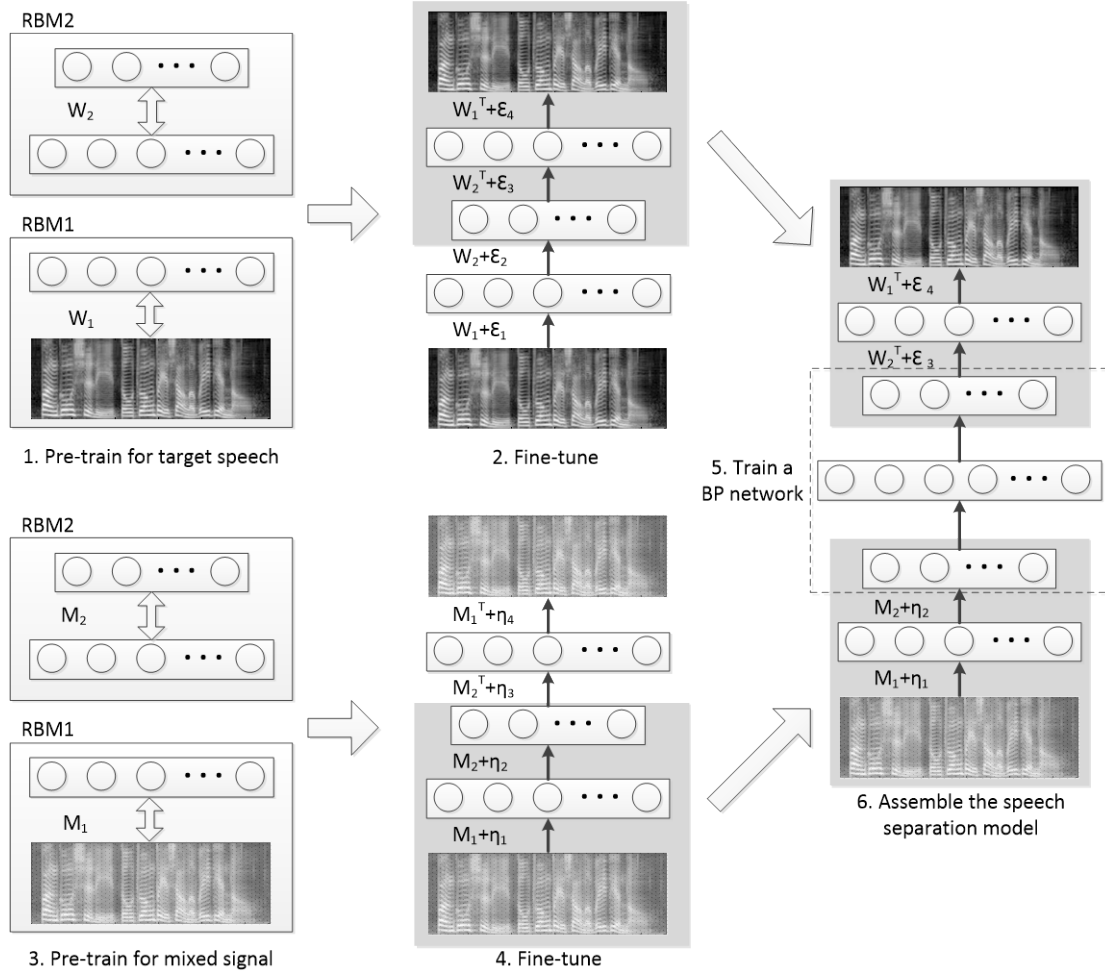 RBM2
W₂
RBM1
W₁
1. Pre-train for target speech
W₁ᵀ+ε₄
W₂ᵀ+ε₃
W₂+ε₂
W₁+ε₁
2. Fine-tune
RBM2
M₂
RBM1
M₁
3. Pre-train for mixed signal
M₁ᵀ+η₄
M₂ᵀ+η₃
M₂+η₂
M₁+η₁
4. Fine-tune
W₁ᵀ+ε₄
W₂ᵀ+ε₃
5. Train a
BP network
M₂+η₂
M₁+η₁
6. Assemble the speech
separation model